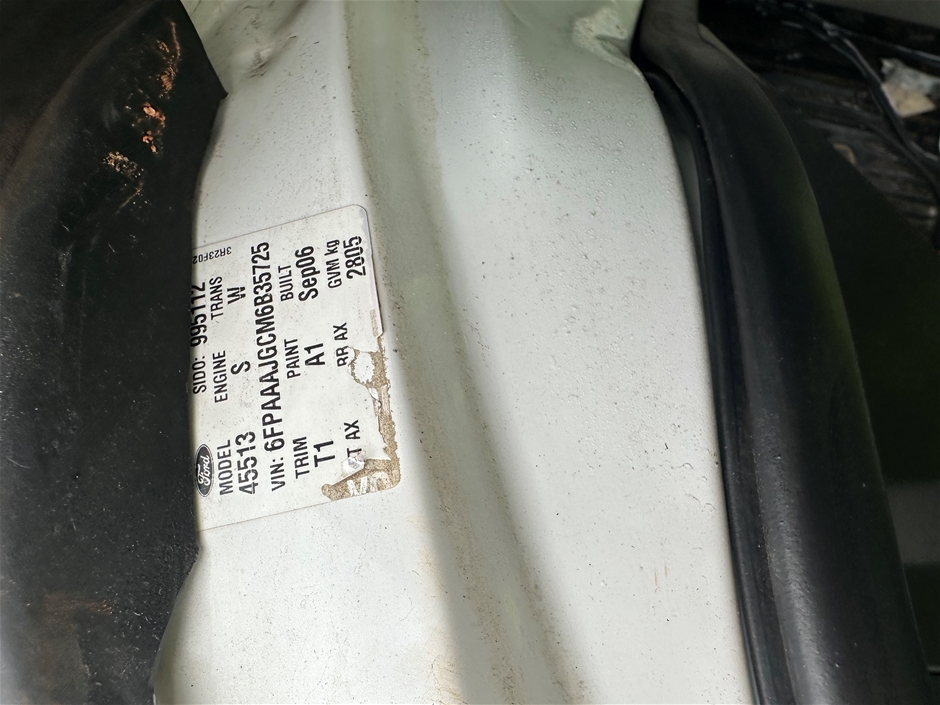 Ford
SIDO: 995112
3R23F02
MODEL ENGINE TRANS
45513 S W
VIN: 6FPAAAJGCM6B35725
TRIM PAINT BUILT
T1 A1 Sep06
T AX RR AX GVM kg
2805